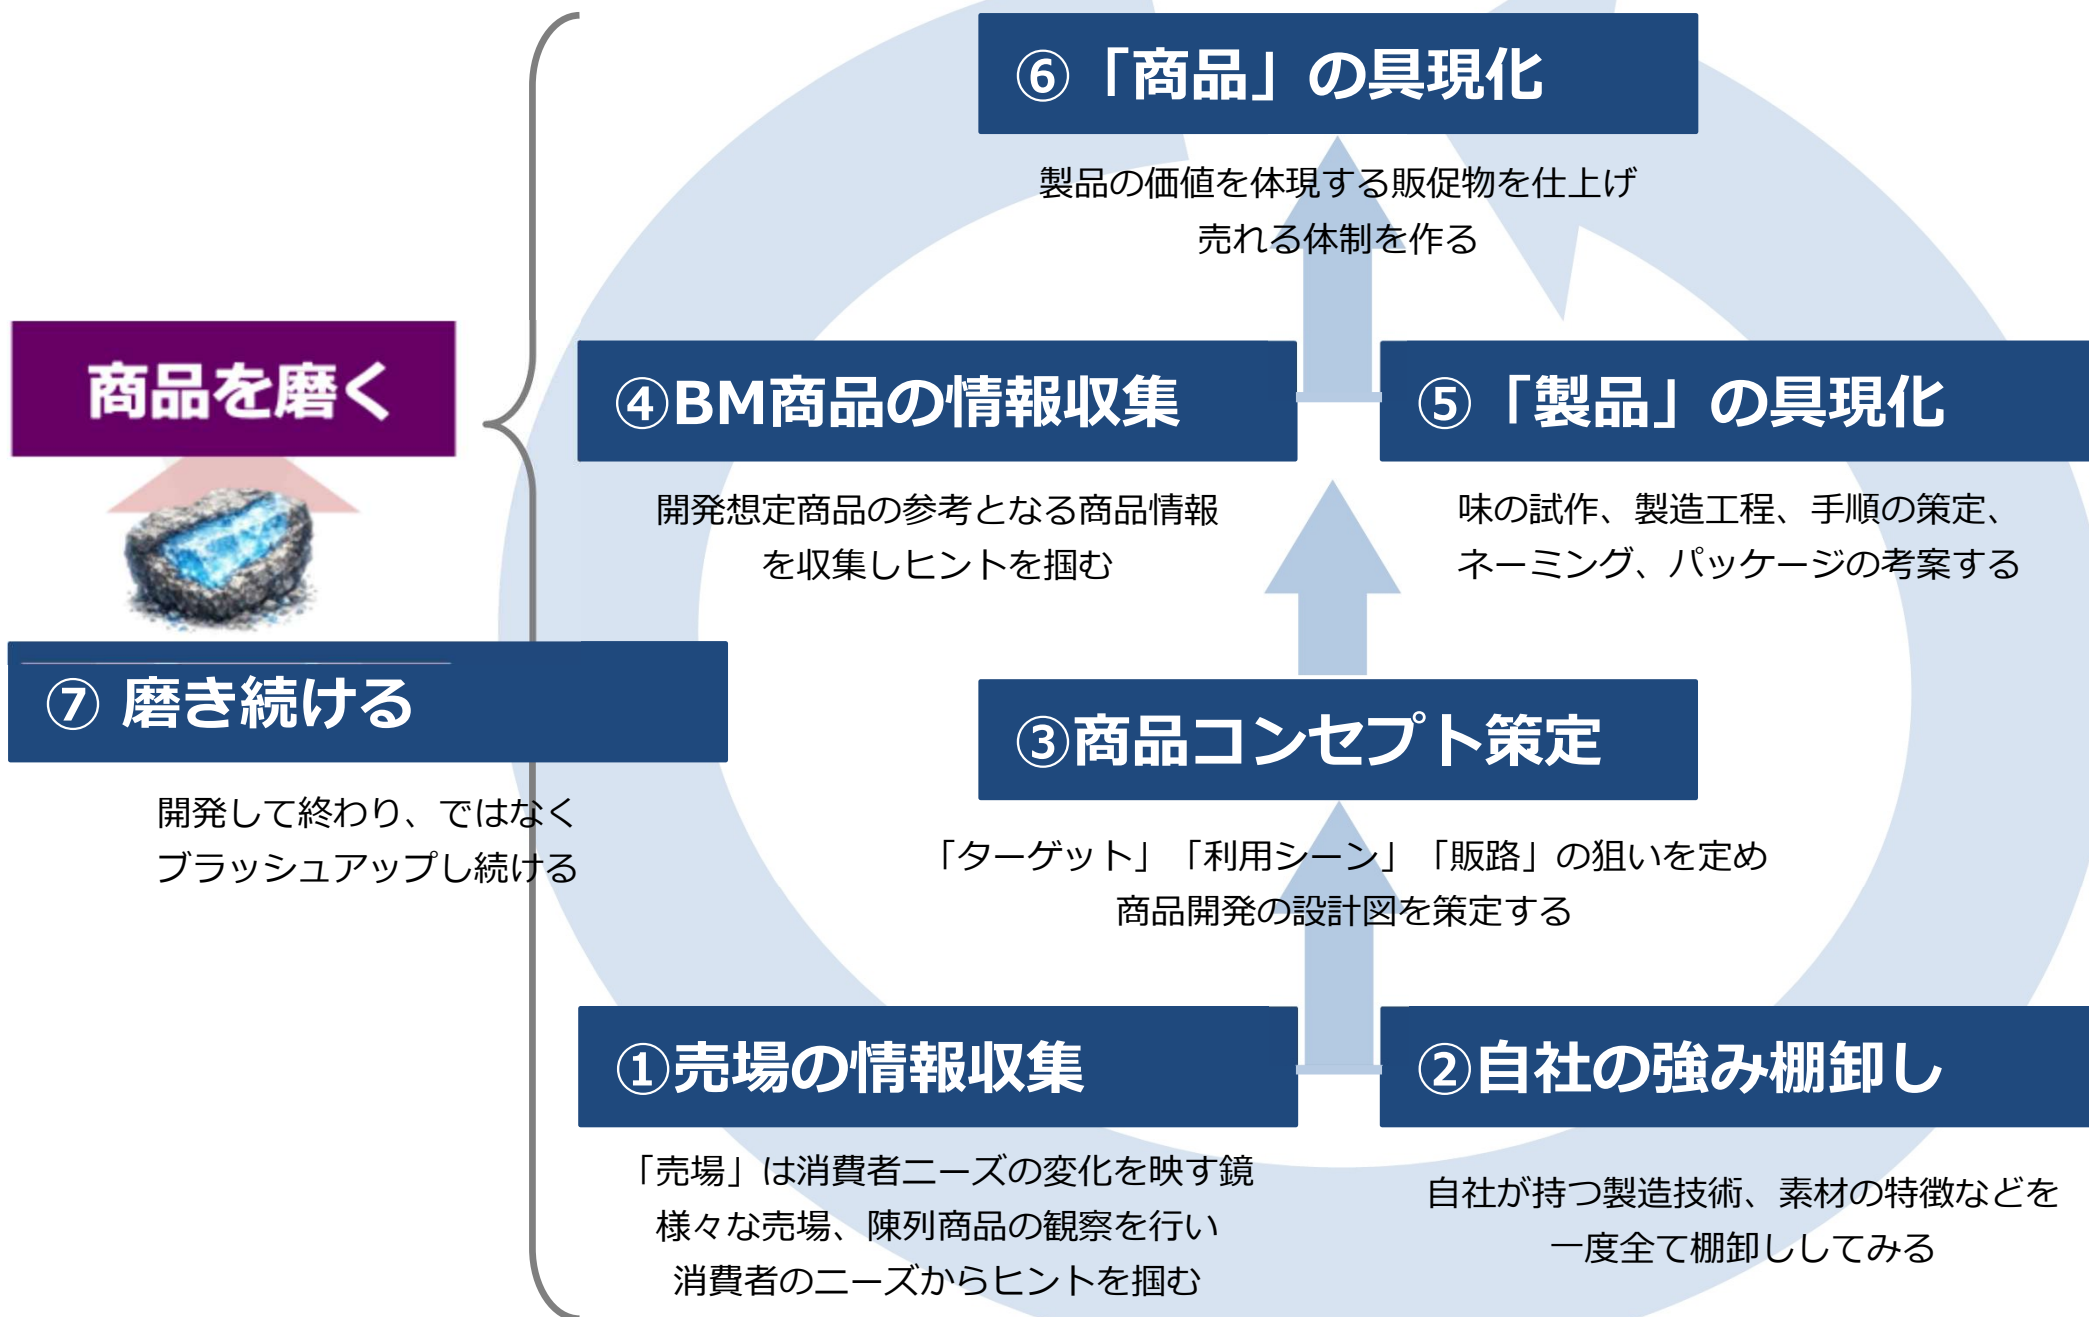 ⑥「商品」の具現化
製品の価値を体現する販促物を仕上げ
売れる体制を作る
商品を磨く
④BM商品の情報収集
開発想定商品の参考となる商品情報
を収集しヒントを掴む
⑤「製品」の具現化
味の試作、製造工程、手順の策定、
ネーミング、パッケージの考案する
⑦ 磨き続ける
開発して終わり、ではなく
ブラッシュアップし続ける
③商品コンセプト策定
「ターゲット」「利用シーン」「販路」の狙いを定め
商品開発の設計図を策定する
①売場の情報収集
「売場」は消費者ニーズの変化を映す鏡
様々な売場、陳列商品の観察を行い
消費者のニーズからヒントを掴む
②自社の強み棚卸し
自社が持つ製造技術、素材の特徴などを
一度全て棚卸ししてみる